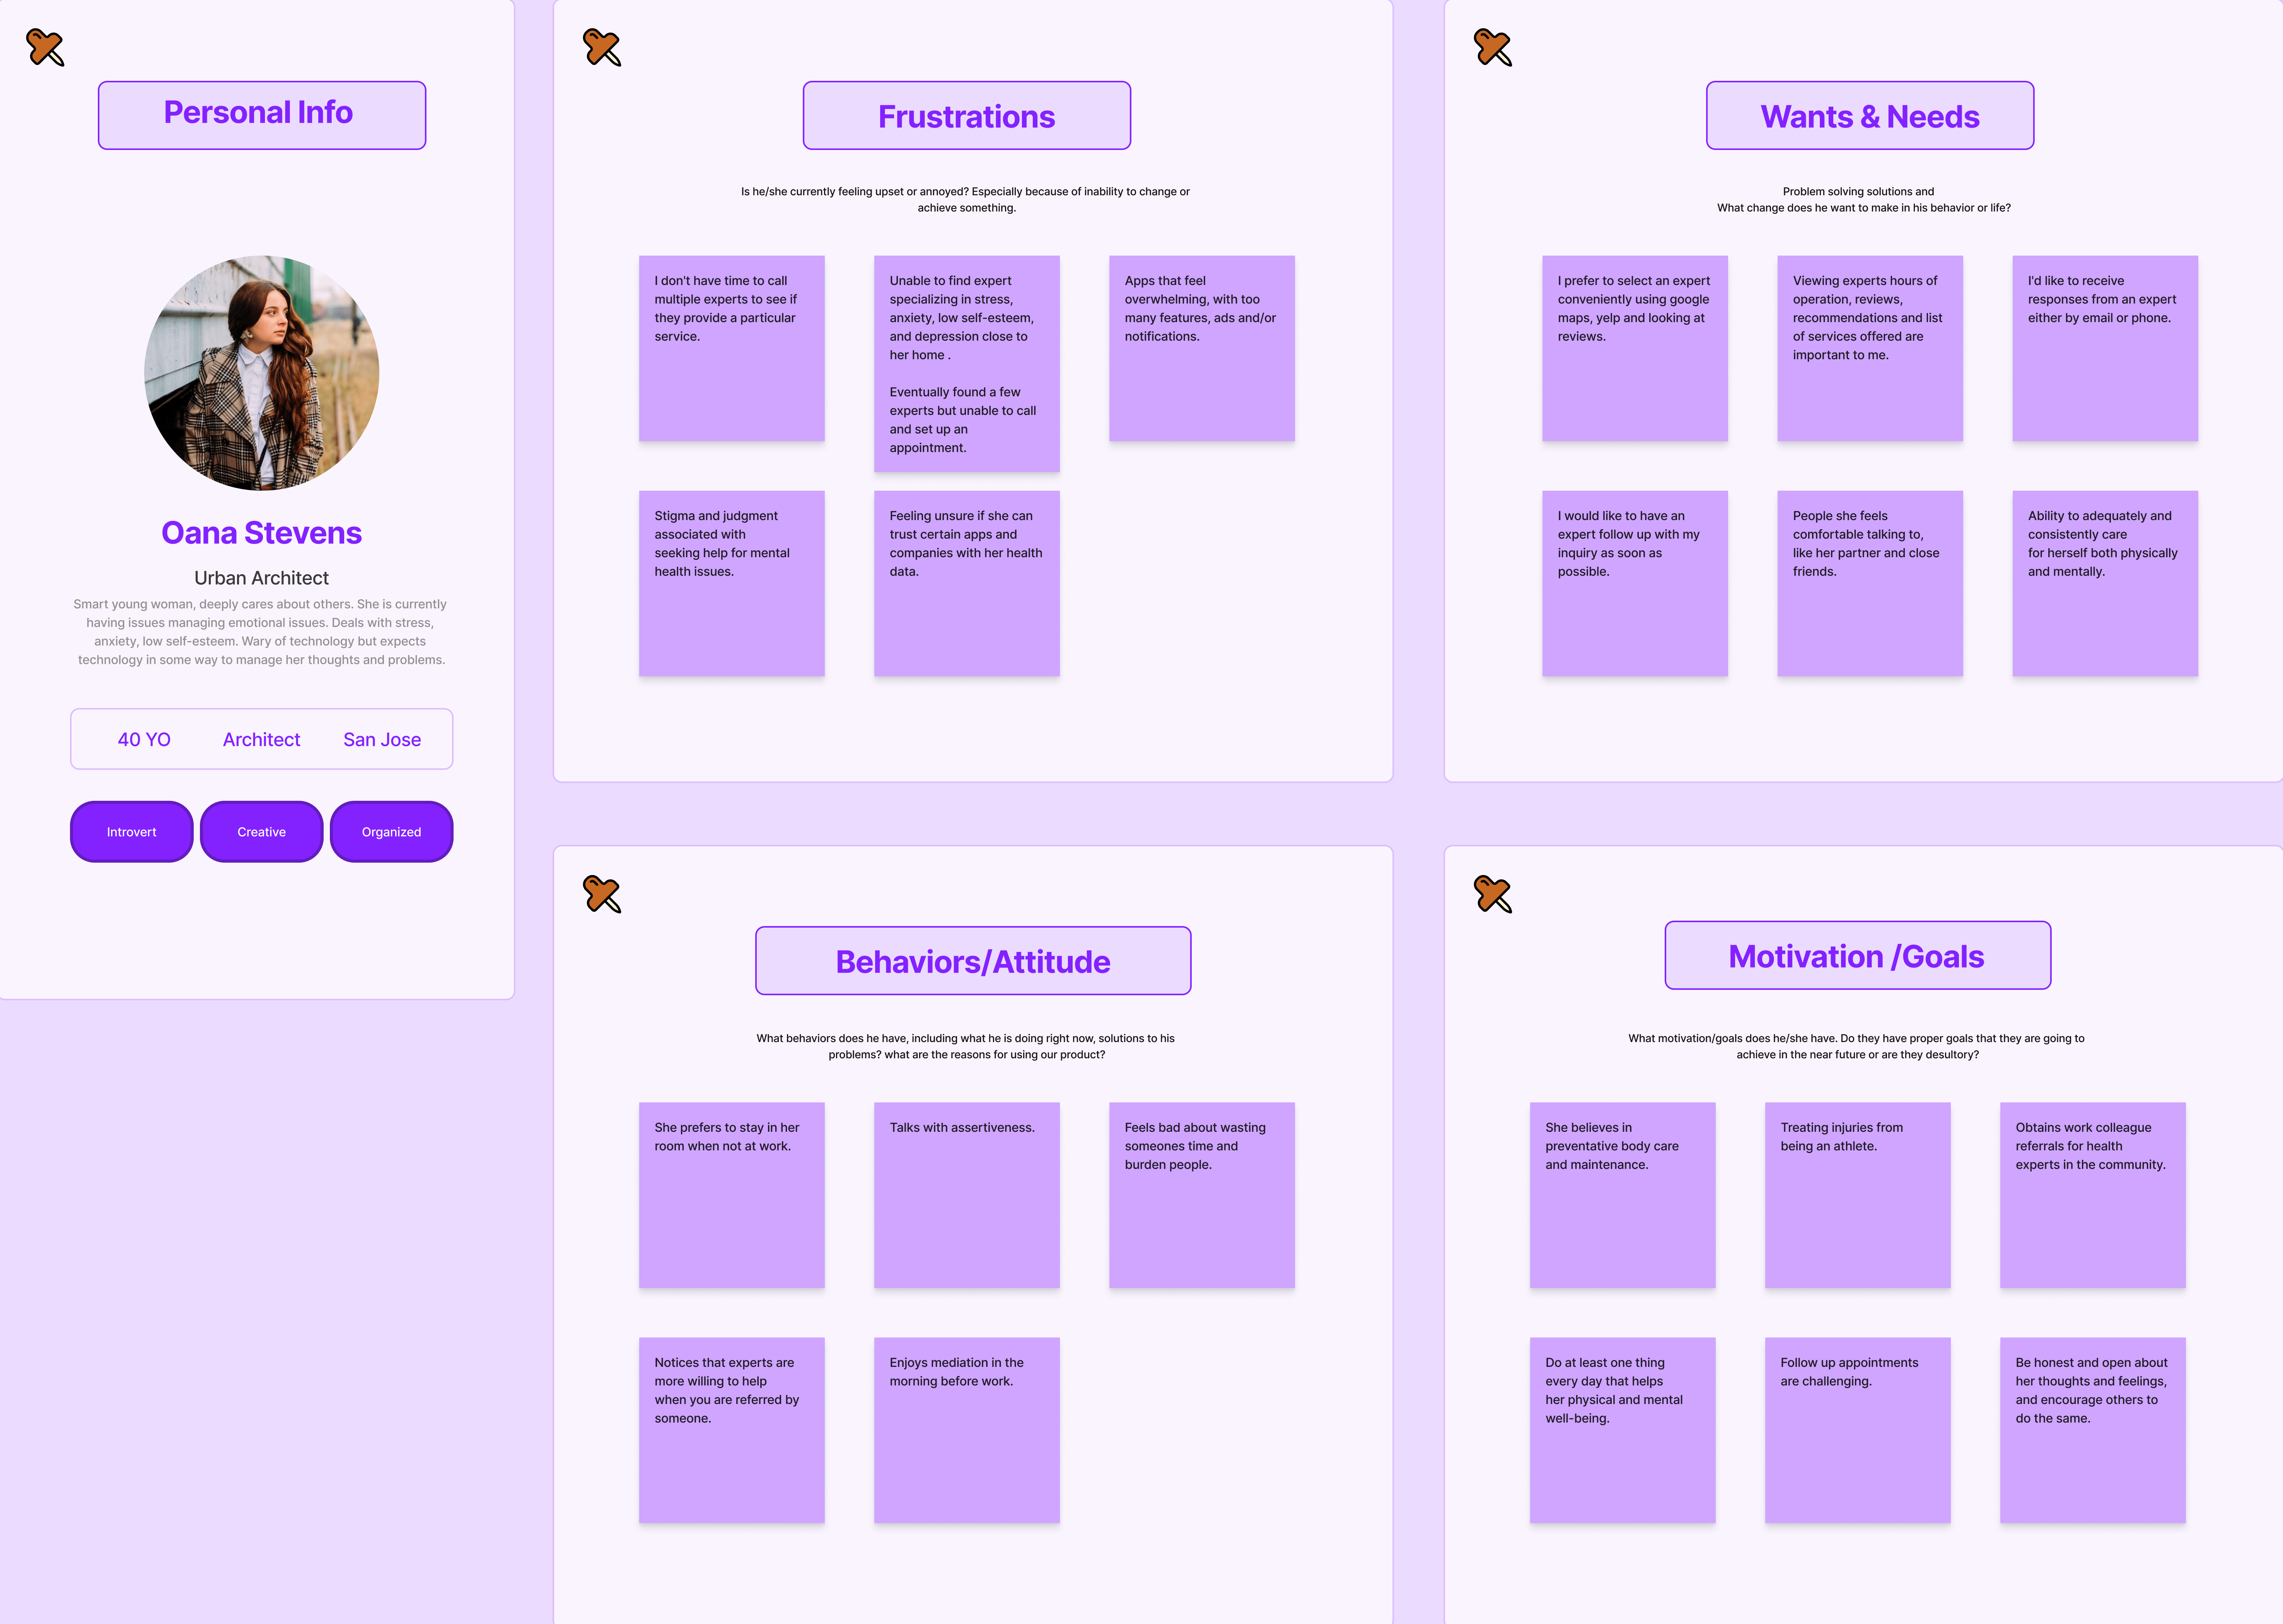 Personal Info
Oana Stevens
Urban Architect
Smart young woman, deeply cares about others. She is currently
having issues managing emotional issues. Deals with stress,
anxiety, low self-esteem. Wary of technology but expects
technology in some way to manage her thoughts and problems.
40 YO
Architect
San Jose
Introvert
Creative
Organized
Frustrations
Is he/she currently feeling upset or annoyed? Especially because of inability to change or
achieve something.
I don't have time to call
multiple experts to see if
they provide a particular
service.
Unable to find expert
specializing in stress,
anxiety, low self-esteem,
and depression close to
her home .
Eventually found a few
experts but unable to call
and set up an
appointment.
Apps that feel
overwhelming, with too
many features, ads and/or
notifications.
Stigma and judgment
associated with
seeking help for mental
health issues.
Feeling unsure if she can
trust certain apps and
companies with her health
data.
Wants & Needs
Problem solving solutions and
What change does he want to make in his behavior or life?
I prefer to select an expert
conveniently using google
maps, yelp and looking at
reviews.
Viewing experts hours of
operation, reviews,
recommendations and list
of services offered are
important to me.
I'd like to receive
responses from an expert
either by email or phone.
I would like to have an
expert follow up with my
inquiry as soon as
possible.
People she feels
comfortable talking to,
like her partner and close
friends.
Ability to adequately and
consistently care
for herself both physically
and mentally.
Behaviors/Attitude
What behaviors does he have, including what he is doing right now, solutions to his
problems? what are the reasons for using our product?
She prefers to stay in her
room when not at work.
Talks with assertiveness.
Feels bad about wasting
someones time and
burden people.
Notices that experts are
more willing to help
when you are referred by
someone.
Enjoys mediation in the
morning before work.
Motivation /Goals
What motivation/goals does he/she have. Do they have proper goals that they are going to
achieve in the near future or are they desultory?
She believes in
preventative body care
and maintenance.
Treating injuries from
being an athlete.
Obtains work colleague
referrals for health
experts in the community.
Do at least one thing
every day that helps
her physical and mental
well-being.
Follow up appointments
are challenging.
Be honest and open about
her thoughts and feelings,
and encourage others to
do the same.